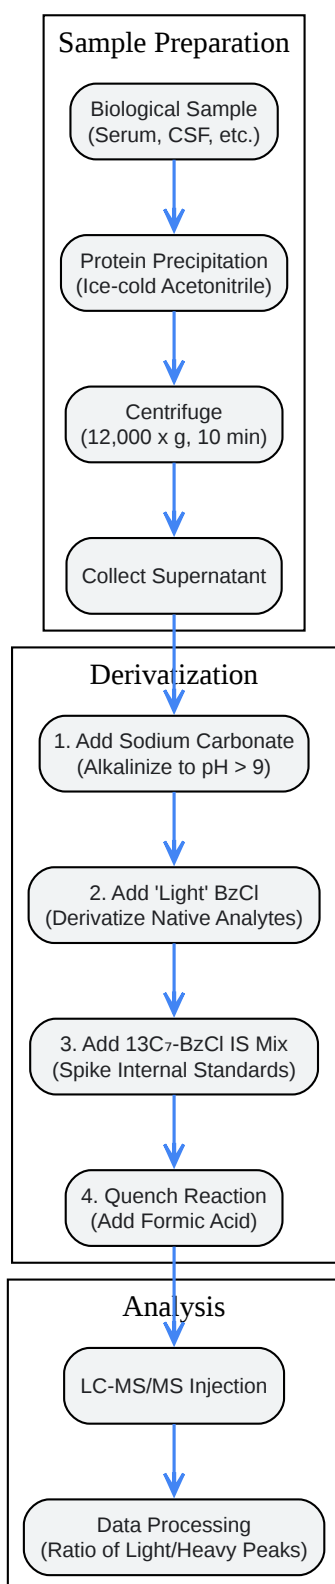 Sample Preparation
Biological Sample
(Serum, CSF, etc.)
Protein Precipitation
(Ice-cold Acetonitrile)
Centrifuge
(12,000 x g, 10 min)
Collect Supernatant
Derivatization
1. Add Sodium Carbonate
(Alkalinize to pH > 9)
2. Add 'Light' BzCl
(Derivatize Native Analytes)
3. Add 13C₇-BzCl IS Mix
(Spike Internal Standards)
4. Quench Reaction
(Add Formic Acid)
Analysis
LC-MS/MS Injection
Data Processing
(Ratio of Light/Heavy Peaks)